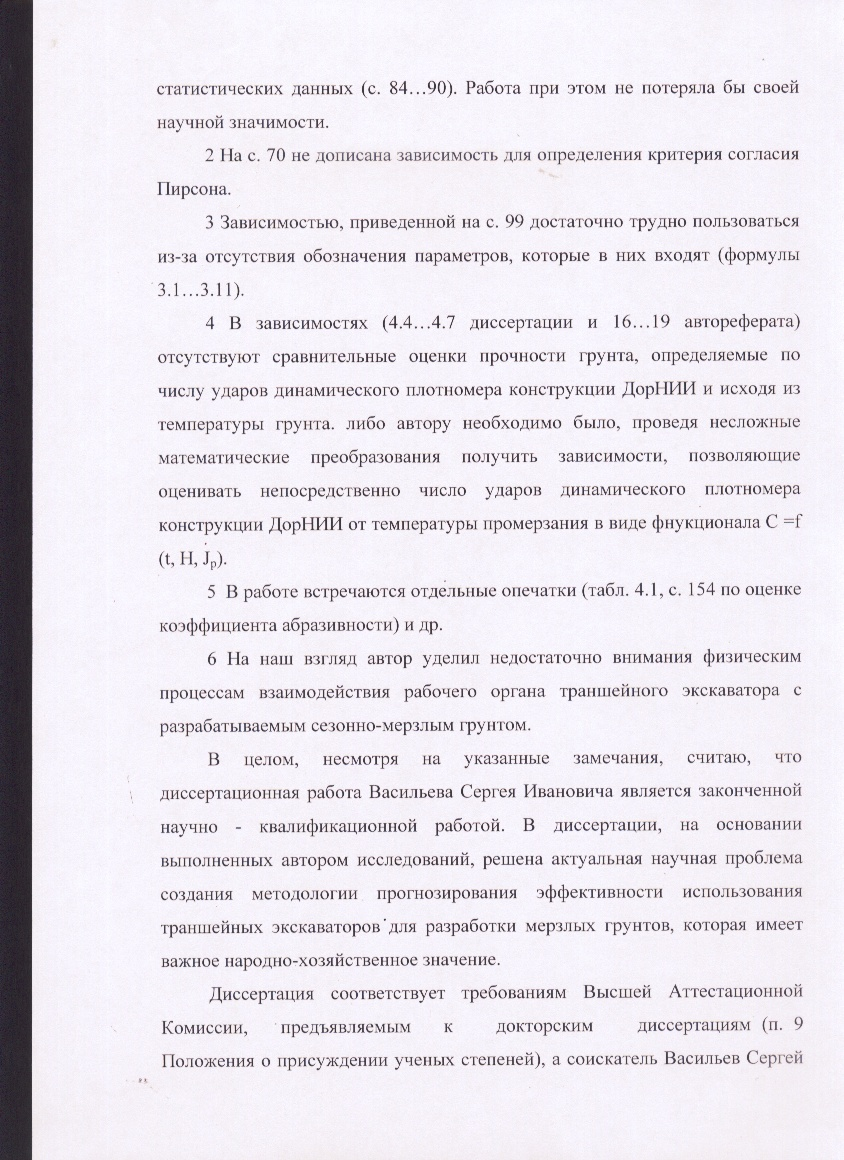 статистических данных (с. 84…90). Работа при этом не потеряла бы своей
научной значимости.
2 На с. 70 не дописана зависимость для определения критерия согласия
Пирсона.
3 Зависимостью, приведенной на с. 99 достаточно трудно пользоваться
из-за отсутствия обозначения параметров, которые в них входят (формулы
3.1…3.11).
4 В зависимостях (4.4…4.7 диссертации и 16…19 автореферата)
отсутствуют сравнительные оценки прочности грунта, определяемые по
числу ударов динамического плотномера конструкции ДорНИИ и исходя из
температуры грунта. либо автору необходимо было, проведя несложные
математические преобразования получить зависимости, позволяющие
оценивать непосредственно число ударов динамического плотномера
конструкции ДорНИИ от температуры промерзания в виде фнукционала С =f
(t, H, Jр).
5 В работе встречаются отдельные опечатки (табл. 4.1, с. 154 по оценке
коэффициента абразивности) и др.
6 На наш взгляд автор уделил недостаточно внимания физическим
процессам взаимодействия рабочего органа траншейного экскаватора с
разрабатываемым сезонно-мерзлым грунтом.
В целом, несмотря на указанные замечания, считаю, что
диссертационная работа Васильева Сергея Ивановича является законченной
научно - квалификационной работой. В диссертации, на основании
выполненных автором исследований, решена актуальная научная проблема
создания методологии прогнозирования эффективности использования
траншейных экскаваторов для разработки мерзлых грунтов, которая имеет
важное народно-хозяйственное значение.
Диссертация соответствует требованиям Высшей Аттестационной
Комиссии, предъявляемым к докторским диссертациям (п. 9
Положения о присуждении ученых степеней), а соискатель Васильев Сергей